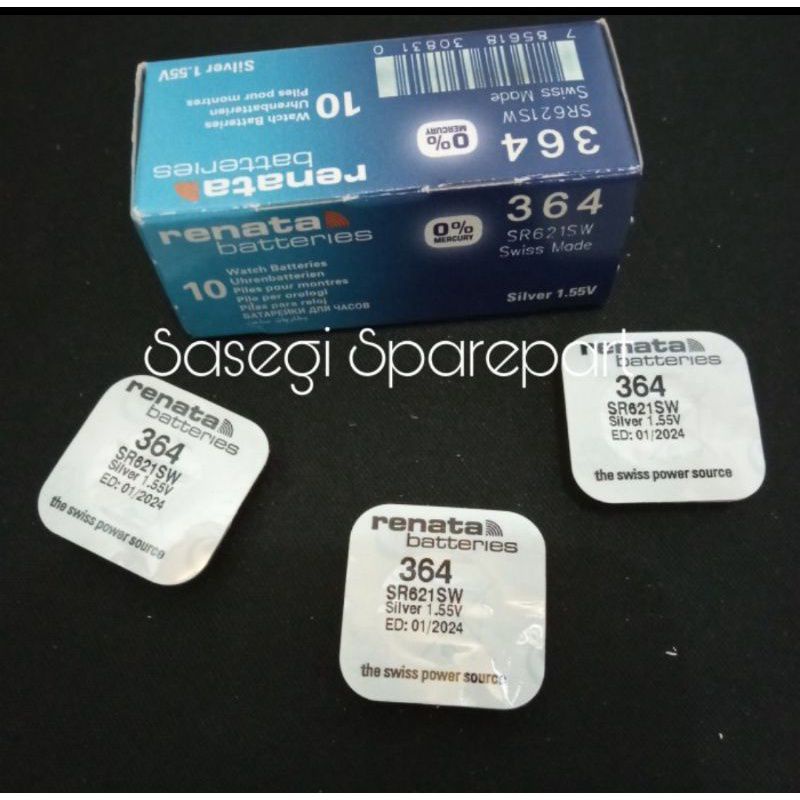 Silver 1.55V
10
Watch Batteries
Uhrenbatterien
Piles pour montres
renata
batteries
7 85618 30831 0
Swiss Made
SR621SW
364
0%
MERCURY
renata
batteries
10
Watch Batteries
Uhrenbatterien
Piles pour montres
Pile per orologi
Pilas para reloj
БАТАРЕЙКИ ДЛЯ ЧАСОВ
0%
MERCURY
364
SR621SW
Swiss Made
Silver 1.55V
Sasegi Sparepart
renata
batteries
364
SR621SW
Silver 1.55V
ED: 01/2024
the swiss power source
renata
batteries
364
SR621SW
Silver 1.55V
ED: 01/2024
the swiss power source
renata
batteries
364
SR621SW
Silver 1.55V
ED: 01/2024
the swiss power source